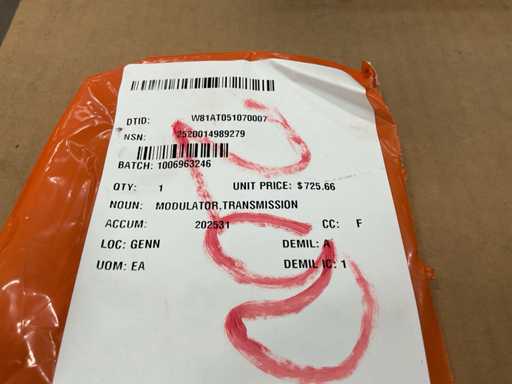 DTID: W81AT051070007
NSN: 2520014989279
BATCH: 1006963246
QTY: 1 UNIT PRICE: $725.66
NOUN: MODULATOR,TRANSMISSION
ACCUM: 202531 CC: F
LOC: GENN DEMIL: A
UOM: EA DEMIL IC: 1